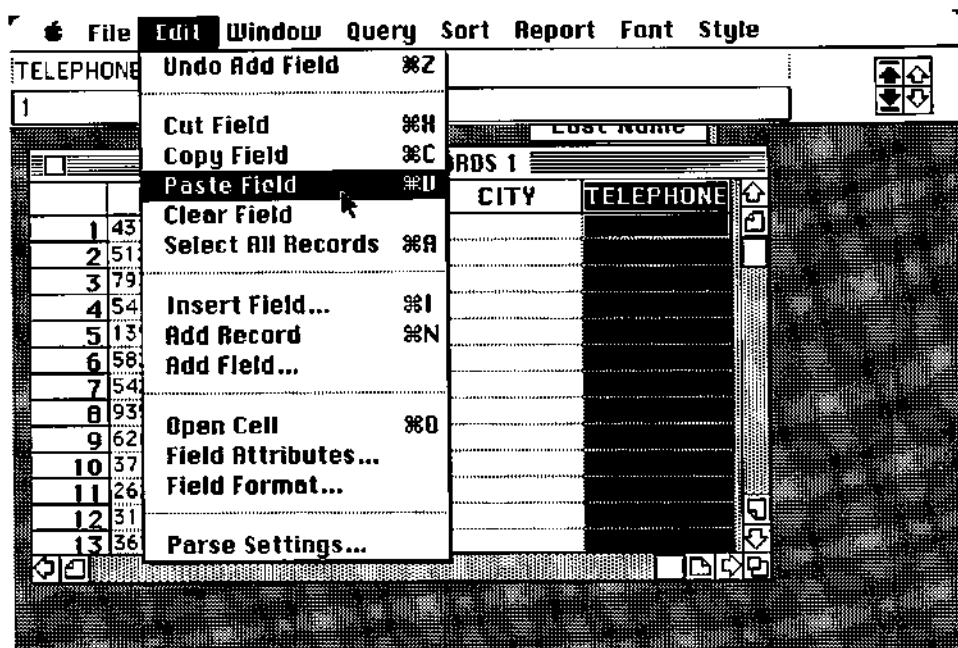 File Edit Window Query Sort Report Font Style
TELEPHONE
1
Undo Add Field ⌘Z
Cut Field ⌘X
Copy Field ⌘C
Paste Field ⌘V
Clear Field
Select All Records ⌘A
Insert Field... ⌘I
Add Record ⌘N
Add Field...
Open Cell ⌘O
Field Attributes...
Field Format...
Parse Settings...
Last Name
RDS 1
CITY TELEPHONE
1 43
2 51
3 79
4 54
5 13
6 58
7 54
8 93
9 62
10 37
11 26
12 31
13 36